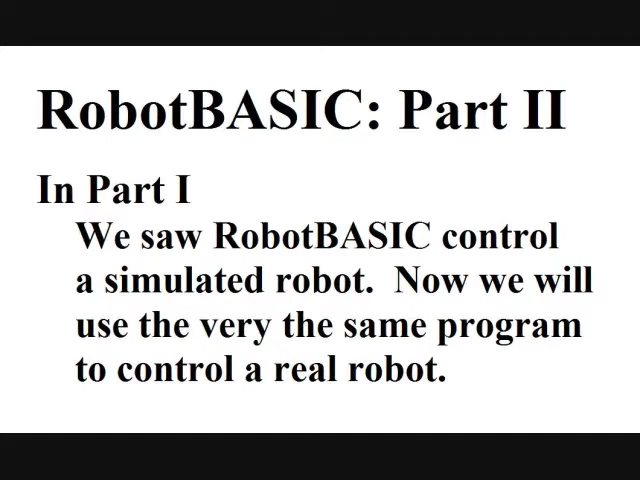 RobotBASIC: Part II
In Part I
We saw RobotBASIC control
a simulated robot.  Now we will
use the very the same program
to control a real robot.